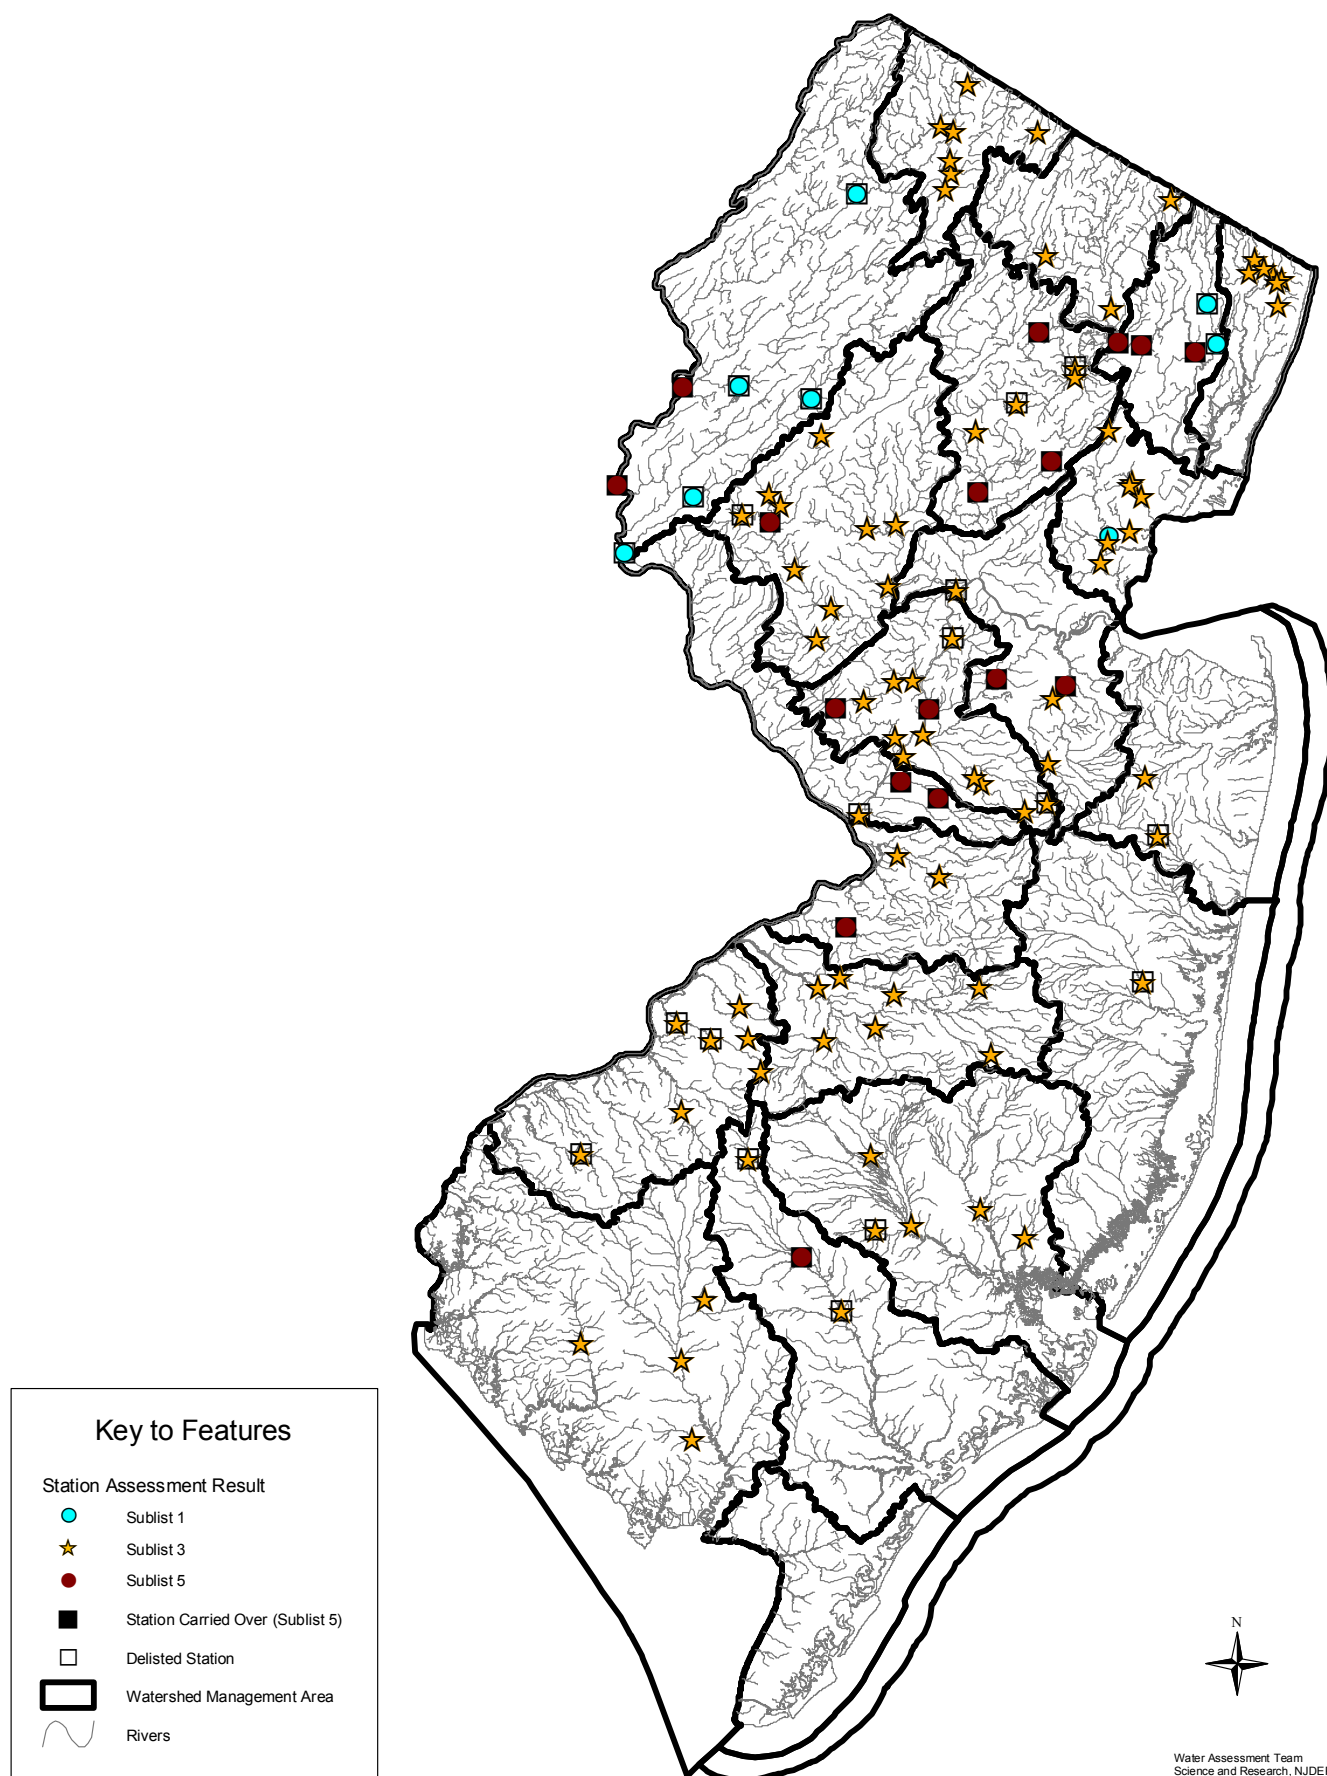 Key to Features
Station Assessment Result
Sublist 1
Sublist 3
Sublist 5
Station Carried Over (Sublist 5)
Delisted Station
Watershed Management Area
Rivers
N
Water Assessment Team
Science and Research, NJDEP